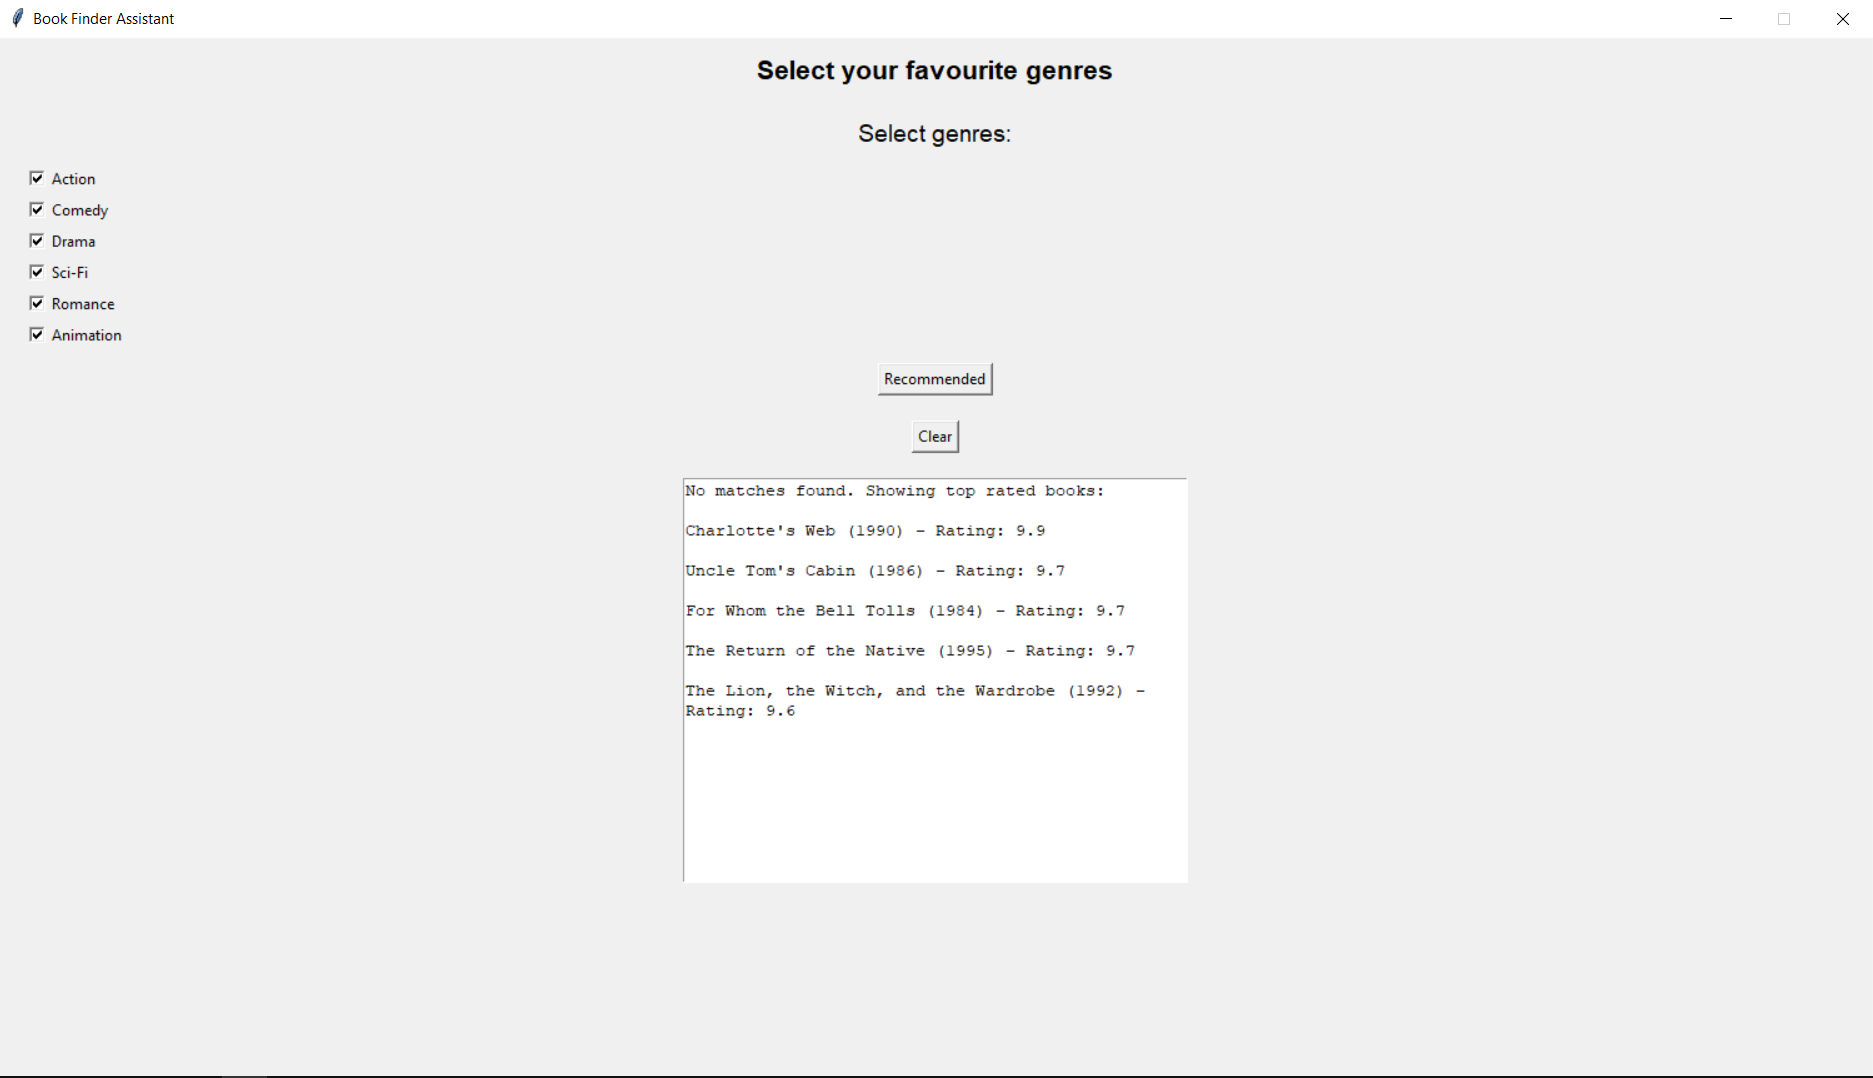 Book Finder Assistant
Select your favourite genres
Select genres:
Action
Comedy
Drama
Sci-Fi
Romance
Animation
Recommended
Clear
No matches found. Showing top rated books:
Charlotte's Web (1990) - Rating: 9.9
Uncle Tom's Cabin (1986) - Rating: 9.7
For Whom the Bell Tolls (1984) - Rating: 9.7
The Return of the Native (1995) - Rating: 9.7
The Lion, the Witch, and the Wardrobe (1992) -
Rating: 9.6